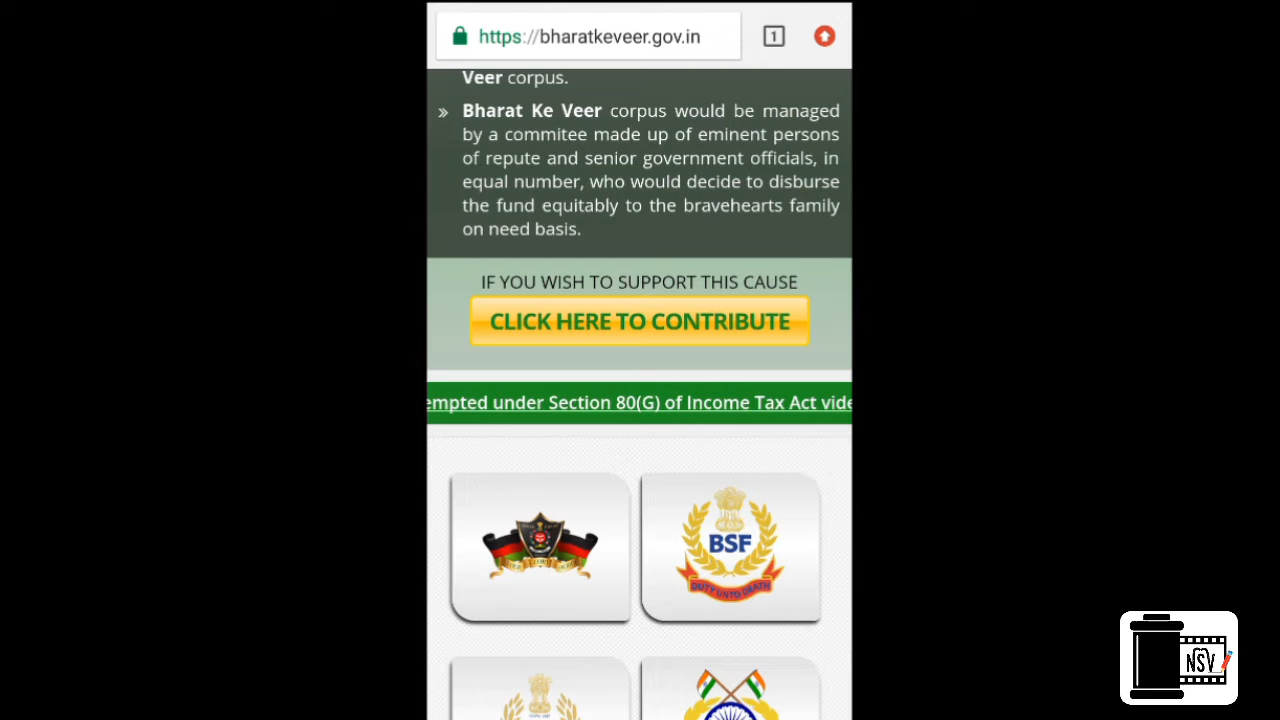 https://bharatkeveer.gov.in
1
Veer corpus.
» Bharat Ke Veer corpus would be managed
by a commitee made up of eminent persons
of repute and senior government officials, in
equal number, who would decide to disburse
the fund equitably to the bravehearts family
on need basis.
IF YOU WISH TO SUPPORT THIS CAUSE
CLICK HERE TO CONTRIBUTE
empted under Section 80(G) of Income Tax Act vide
BSF
DUTY UNTO DEATH
NSV